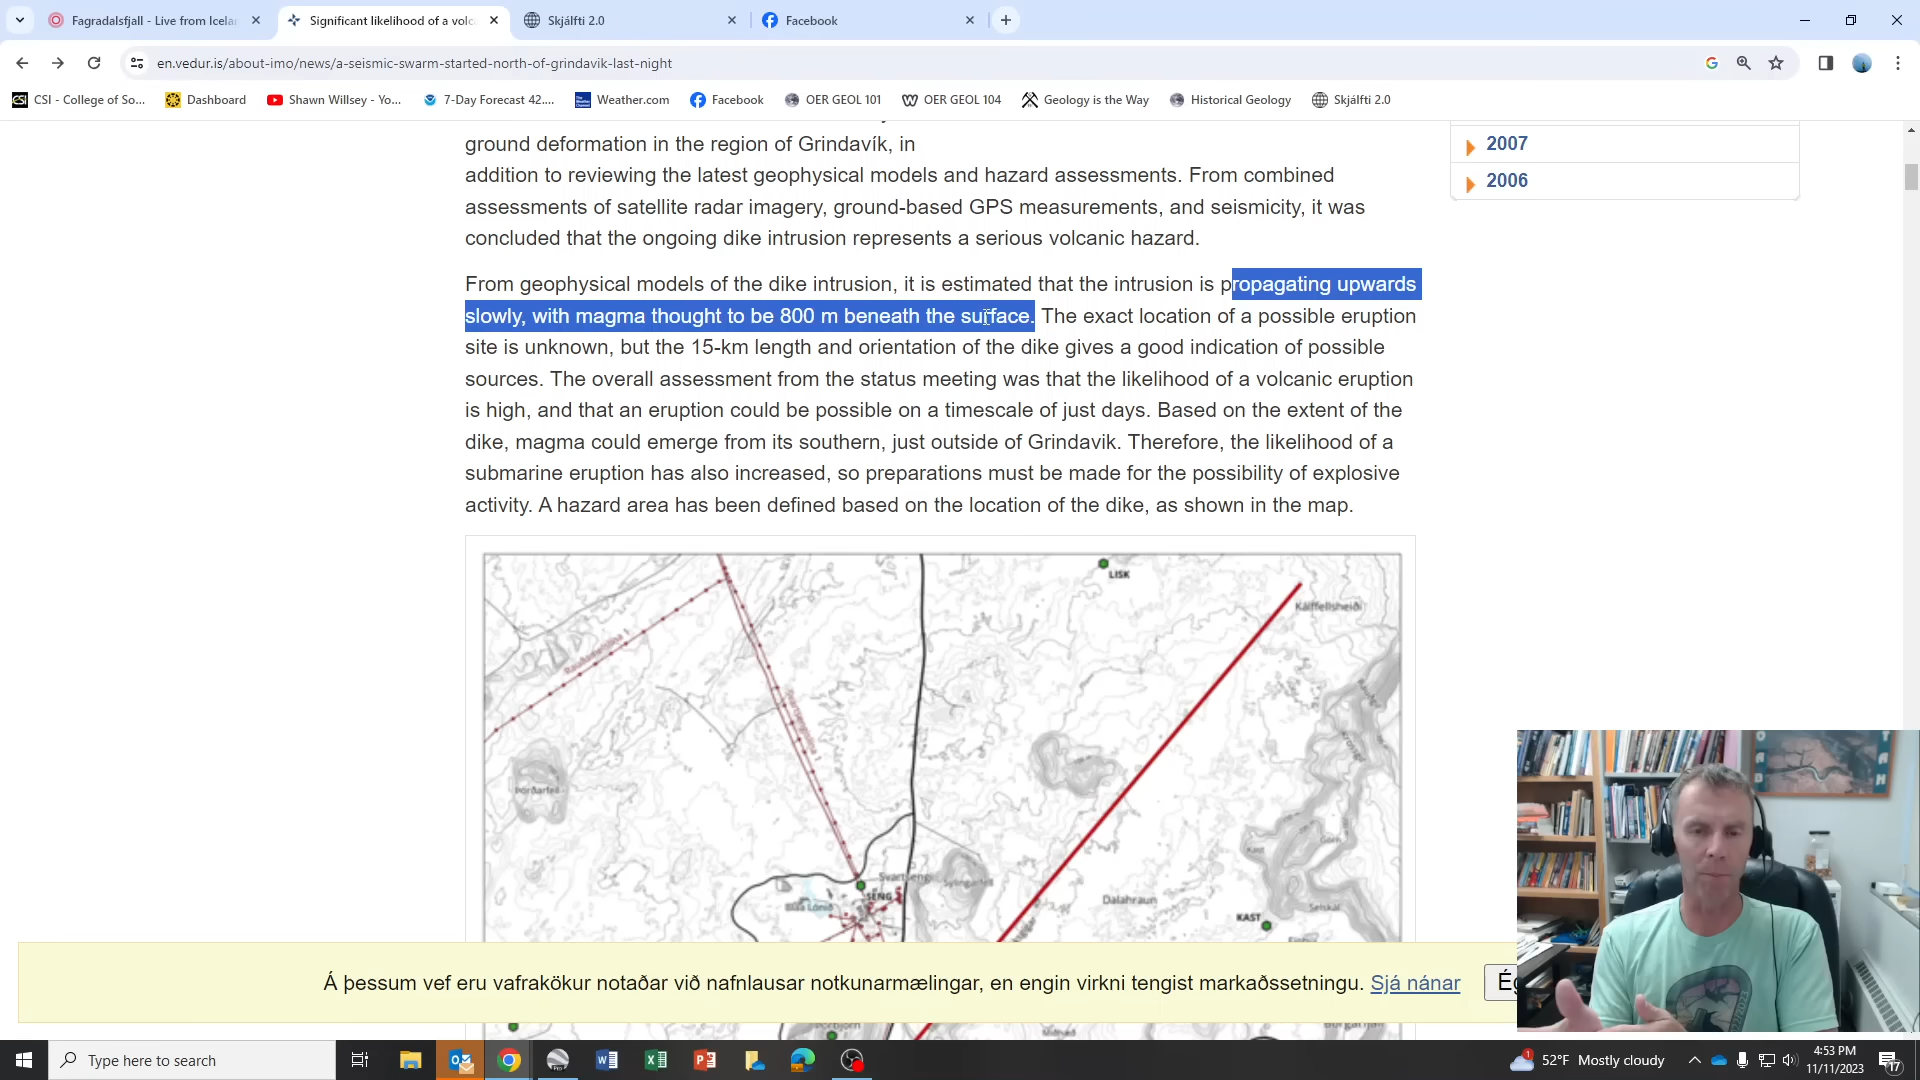 Fagradalsfjall - Live from Icela
Significant likelihood of a volc
Skjálfti 2.0
Facebook
en.vedur.is/about-imo/news/a-seismic-swarm-started-north-of-grindavik-last-night
CSI - College of So...
Dashboard
Shawn Willsey - Yo...
7-Day Forecast 42....
Weather.com
Facebook
OER GEOL 101
OER GEOL 104
Geology is the Way
Historical Geology
Skjálfti 2.0
ground deformation in the region of Grindavík, in
addition to reviewing the latest geophysical models and hazard assessments. From combined
assessments of satellite radar imagery, ground-based GPS measurements, and seismicity, it was
concluded that the ongoing dike intrusion represents a serious volcanic hazard.
From geophysical models of the dike intrusion, it is estimated that the intrusion is propagating upwards
slowly, with magma thought to be 800 m beneath the surface. The exact location of a possible eruption
site is unknown, but the 15-km length and orientation of the dike gives a good indication of possible
sources. The overall assessment from the status meeting was that the likelihood of a volcanic eruption
is high, and that an eruption could be possible on a timescale of just days. Based on the extent of the
dike, magma could emerge from its southern, just outside of Grindavik. Therefore, the likelihood of a
submarine eruption has also increased, so preparations must be made for the possibility of explosive
activity. A hazard area has been defined based on the location of the dike, as shown in the map.
2007
2006
LISK
Kálffellsheiði
Þórðarfell
Svartsengi
SENG
Sýlingarfell
Bláa Lónið
Dalahraun
KAST
Á þessum vef eru vafrakökur notaðar við nafnlausar notkunarmælingar, en engin virkni tengist markaðssetningu. Sjá nánar
Þorbjörn
Type here to search
52°F Mostly cloudy
4:53 PM
11/11/2023
17